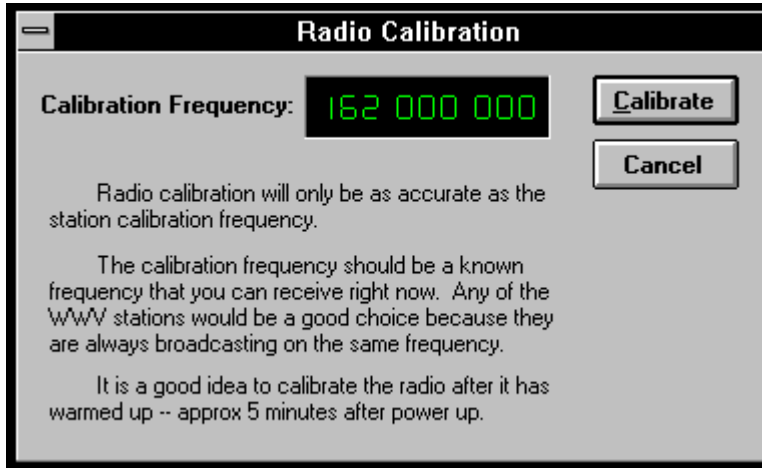 Radio Calibration
Calibration Frequency: 162 000 000
Calibrate
Cancel
Radio calibration will only be as accurate as the
station calibration frequency.
The calibration frequency should be a known
frequency that you can receive right now. Any of the
WWV stations would be a good choice because they
are always broadcasting on the same frequency.
It is a good idea to calibrate the radio after it has
warmed up -- approx 5 minutes after power up.